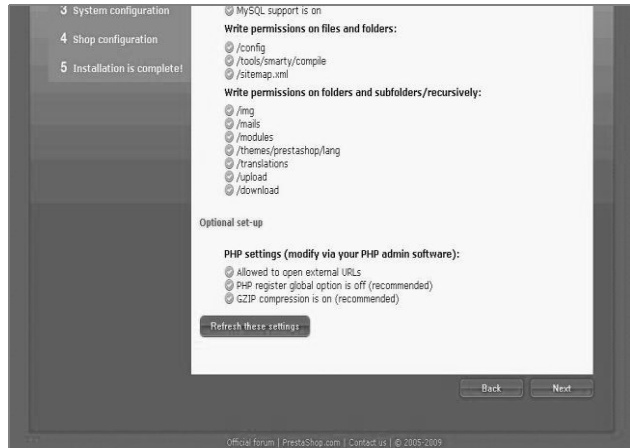 3 System configuration
4 Shop configuration
5 Installation is complete!
MySQL support is on
Write permissions on files and folders:
/config
/tools/smarty/compile
/sitemap.xml
Write permissions on folders and subfolders/recursively:
/img
/mails
/modules
/themes/prestashop/lang
/translations
/upload
/download
Optional set-up
PHP settings (modify via your PHP admin software):
Allowed to open external URLs
PHP register global option is off (recommended)
GZIP compression is on (recommended)
Refresh these settings
Back
Next
Official forum | PrestaShop.com | Contact us | © 2005-2009